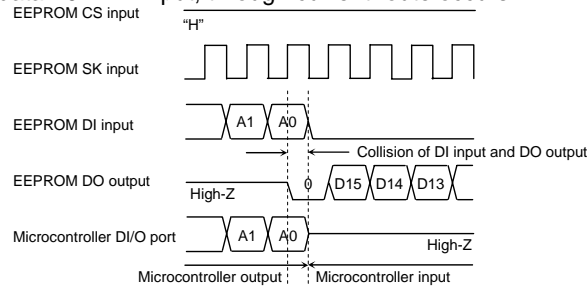 EEPROM CS input
“H”
EEPROM SK input
EEPROM DI input
A1
A0
Collision of DI input and DO output
EEPROM DO output
High-Z
0
D15
D14
D13
Microcontroller DI/O port
A1
A0
High-Z
Microcontroller output
Microcontroller input